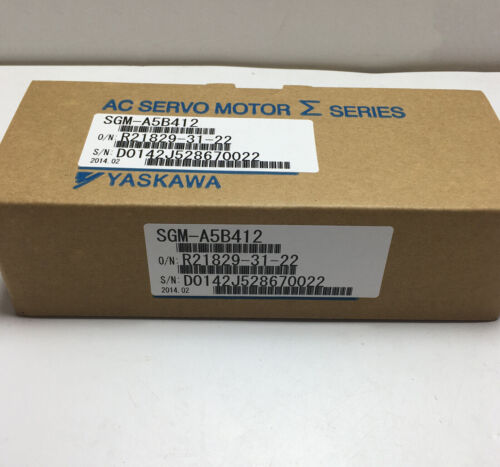 AC SERVO MOTOR Σ SERIES
SGM-A5B412
O/N: R21829-31-22
S/N: D0142J528670022
2014.02
YASKAWA
SGM-A5B412
O/N: R21829-31-22
S/N: D0142J528670022
2014.02